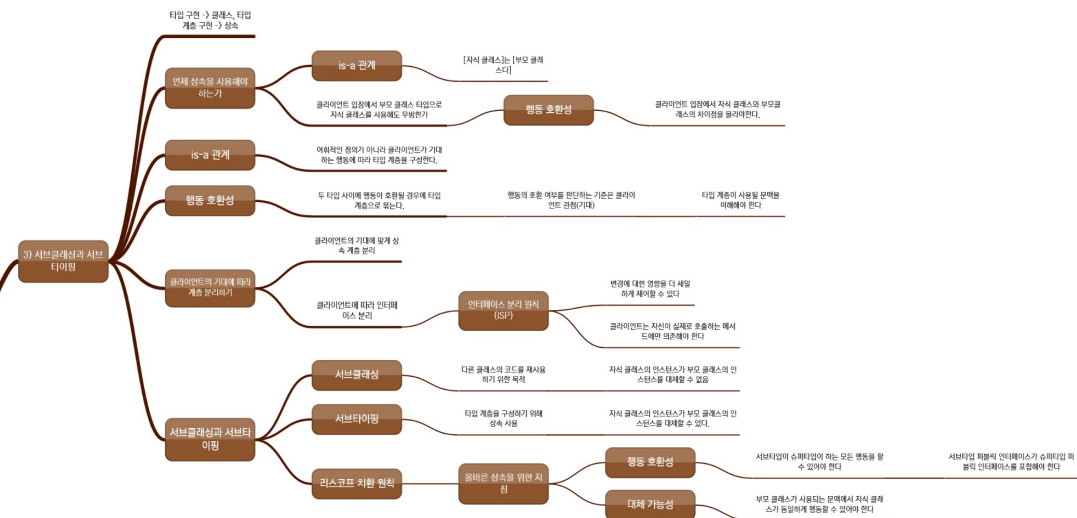 타입 구현 -> 클래스, 타입
계층 구현 -> 상속
언제 상속을 사용해야
하는가
is-a 관계
[자식 클래스]는 [부모 클래
스다]
클라이언트 입장에서 부모 클래스 타입으로
자식 클래스를 사용해도 무방한가
행동 호환성
클라이언트 입장에서 자식 클래스와 부모클
래스의 차이점을 몰라야한다.
is-a 관계
어휘적인 정의가 아니라 클라이언트가 기대
하는 행동에 따라 타입 계층을 구성한다.
행동 호환성
두 타입 사이에 행동이 호환될 경우에 타입
계층으로 묶는다.
행동의 호환 여부를 판단하는 기준은 클라이
언트 관점(기대)
타입 계층이 사용될 문맥을
이해해야 한다
3) 서브클래싱과 서브
타이핑
클라이언트의 기대에 따라
계층 분리하기
클라이언트의 기대에 맞게 상
속 계층 분리
클라이언트에 따라 인터페
이스 분리
인터페이스 분리 원칙
(ISP)
변경에 대한 영향을 더 세밀
하게 제어할 수 있다
클라이언트는 자신이 실제로 호출하는 메서
드에만 의존해야 한다
서브클래싱과 서브타
이핑
서브클래싱
다른 클래스의 코드를 재사용
하기 위한 목적
자식 클래스의 인스턴스가 부모 클래스의 인
스턴스를 대체할 수 없음
서브타이핑
타입 계층을 구성하기 위해
상속 사용
자식 클래스의 인스턴스가 부모 클래스의 인
스턴스를 대체할 수 있다.
리스코프 치환 원칙
올바른 상속을 위한 지
침
행동 호환성
서브타입이 슈퍼타입이 하는 모든 행동을 할
수 있어야 한다
서브타입 퍼블릭 인터페이스가 슈퍼타입 퍼
블릭 인터페이스를 포함해야 한다
대체 가능성
부모 클래스가 사용되는 문맥에서 자식 클래
스가 동일하게 행동할 수 있어야 한다